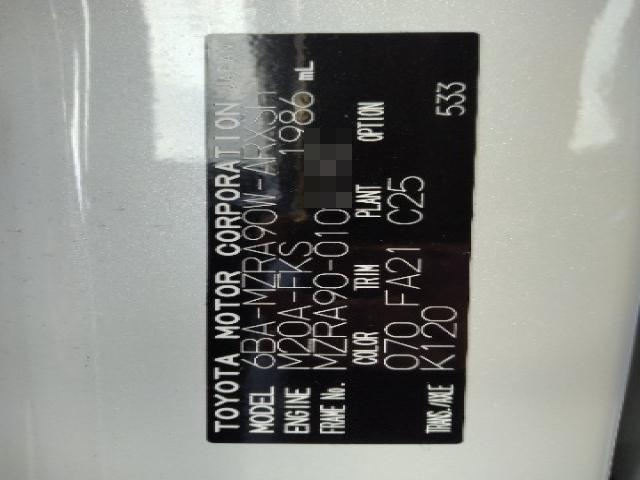 TOYOTA MOTOR CORPORATION JAPAN
MODEL 6BA-MZRA90W-ARXSH
ENGINE M20A-FKS 1986 mL
FRAME No. MZRA90-010
COLOR TRIM PLANT OPTION
070 FA21 C25
TRANS./AXLE K120 533